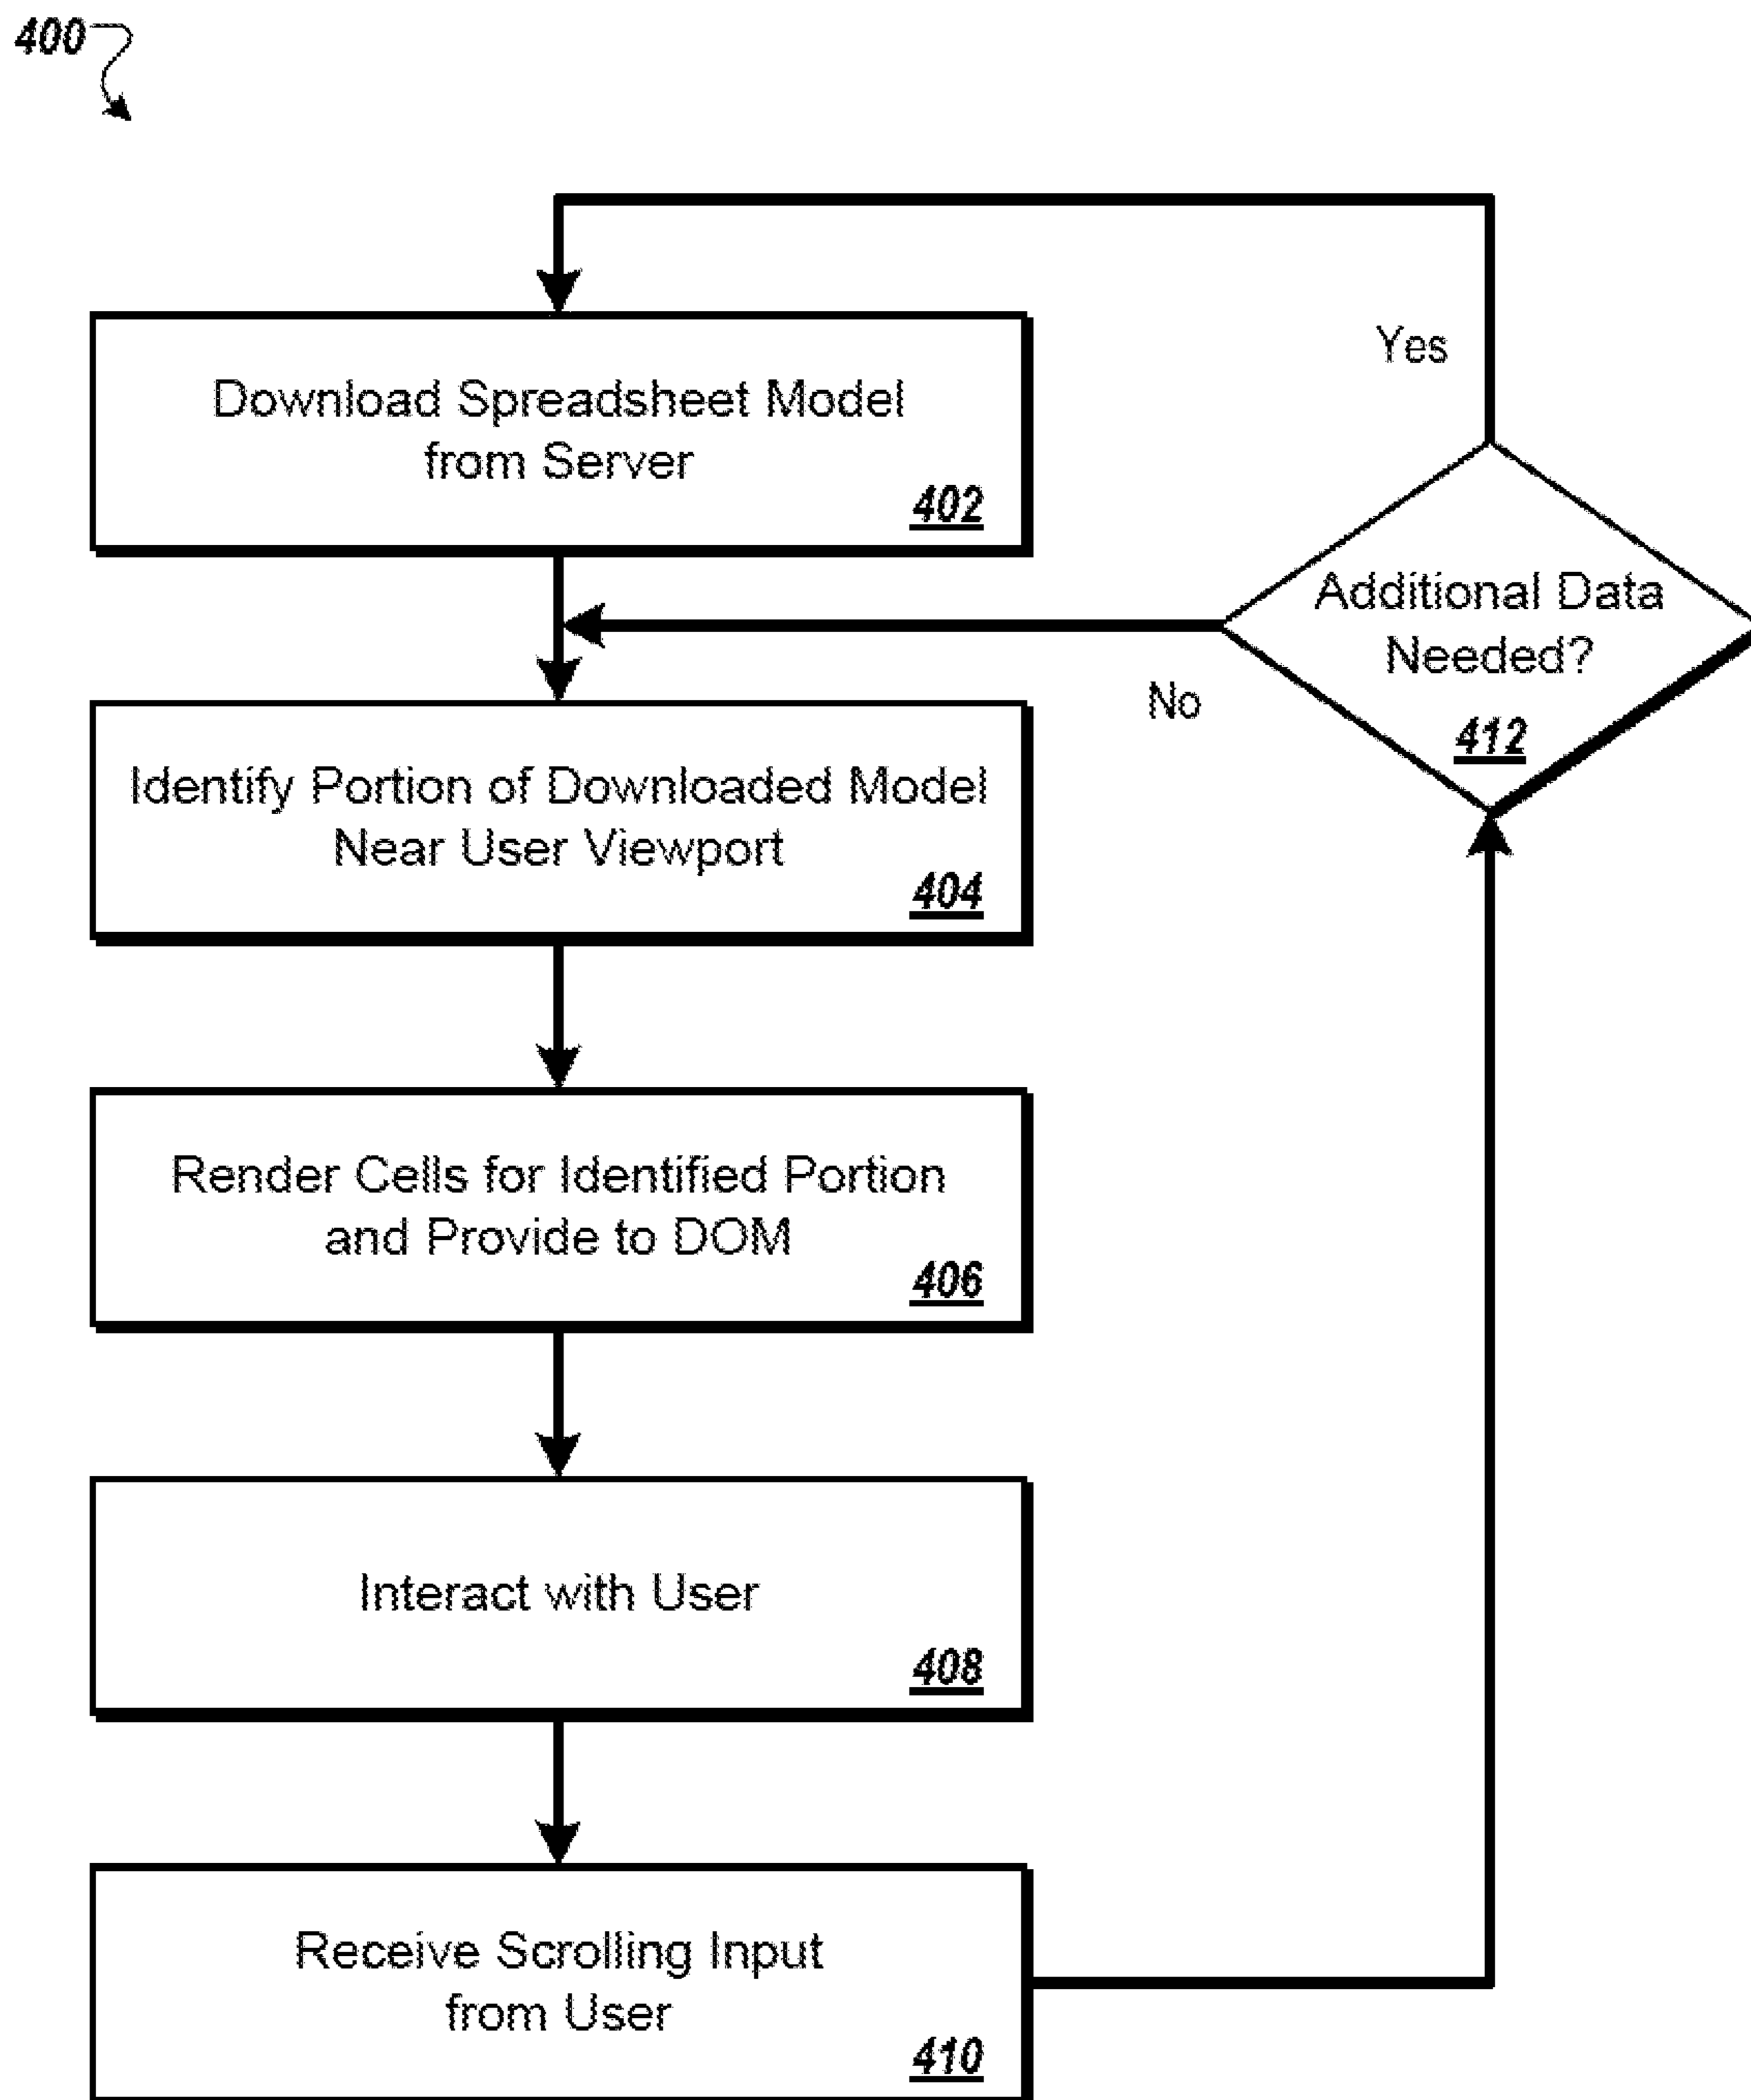 400
Download Spreadsheet Model
from Server
402
Yes
Additional Data
Needed?
412
No
Identify Portion of Downloaded Model
Near User Viewport
404
Render Cells for Identified Portion
and Provide to DOM
406
Interact with User
408
Receive Scrolling Input
from User
410